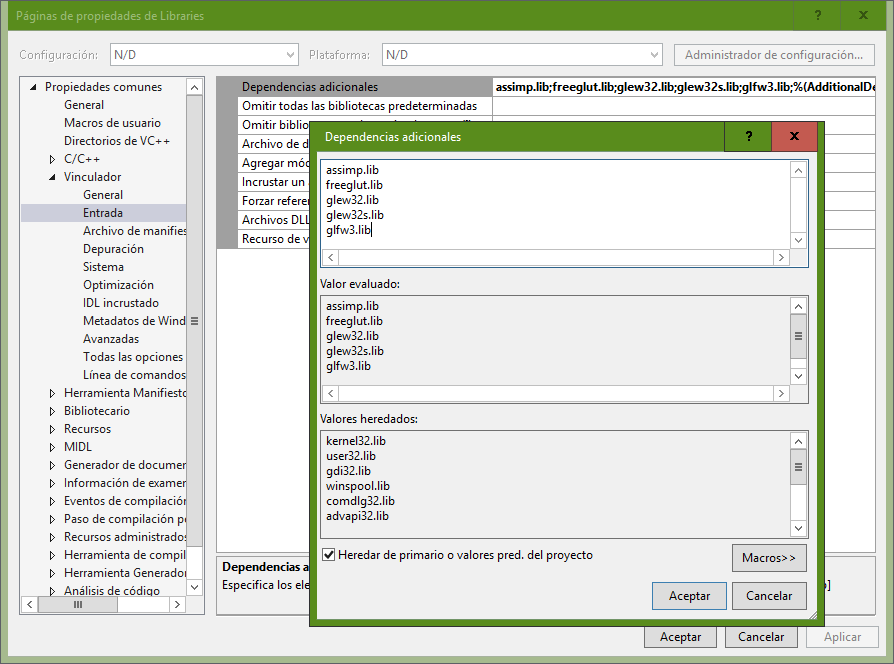 Páginas de propiedades de Libraries
?
x
Configuración:
N/D
Plataforma:
N/D
Administrador de configuración...
Propiedades comunes
General
Macros de usuario
Directorios de VC++
C/C++
Vinculador
General
Entrada
Archivo de manifies
Depuración
Sistema
Optimización
IDL incrustado
Metadatos de Wind
Avanzadas
Todas las opciones
Línea de comandos
Herramienta Manifiesto
Bibliotecario
Recursos
MIDL
Generador de documen
Información de examer
Eventos de compilación
Paso de compilación pe
Recursos administrados
Herramienta de compil
Herramienta Generador
Análisis de código
Dependencias adicionales
assimp.lib;freeglut.lib;glew32.lib;glew32s.lib;glfw3.lib;%(AdditionalDe
Omitir todas las bibliotecas predeterminadas
Omitir biblio
Archivo de d
Agregar móc
Incrustar un a
Forzar referen
Archivos DLL
Recurso de v
Dependencias a
Especifica los ele
]
Dependencias adicionales
?
x
assimp.lib
freeglut.lib
glew32.lib
glew32s.lib
glfw3.lib
Valor evaluado:
assimp.lib
freeglut.lib
glew32.lib
glew32s.lib
glfw3.lib
Valores heredados:
kernel32.lib
user32.lib
gdi32.lib
winspool.lib
comdlg32.lib
advapi32.lib
Heredar de primario o valores pred. del proyecto
Macros>>
Aceptar
Cancelar
Aceptar
Cancelar
Aplicar